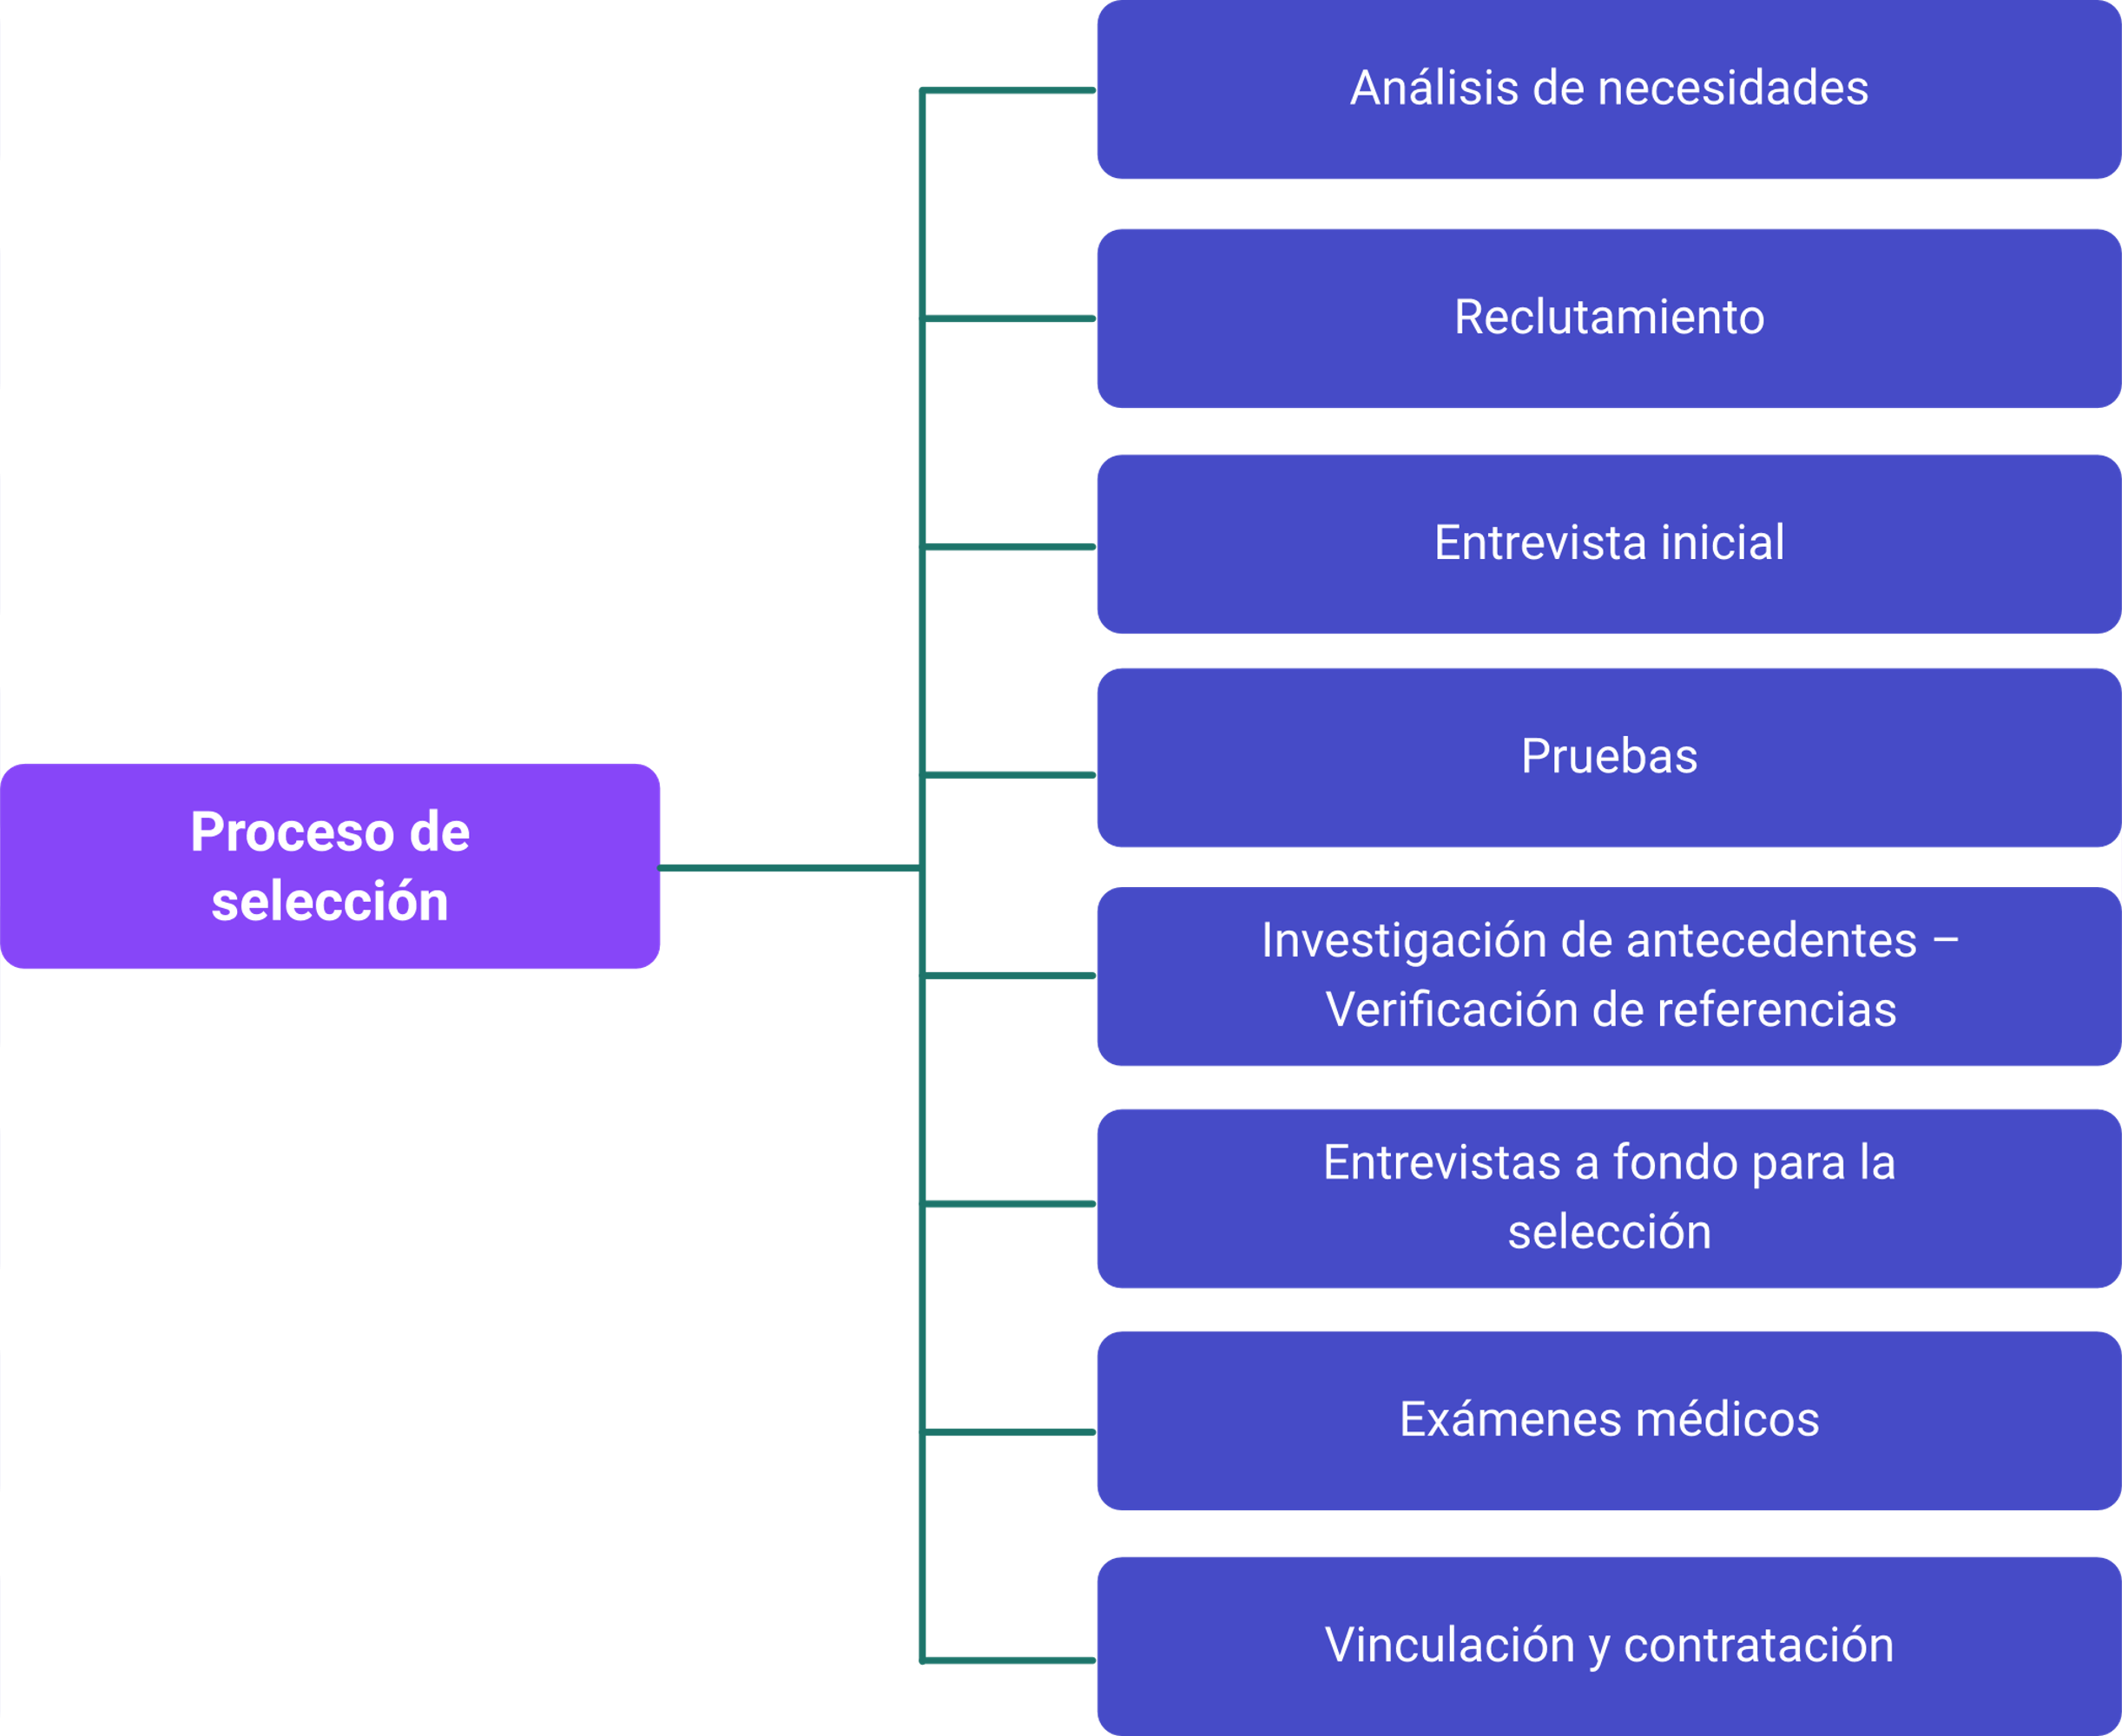 Análisis de necesidades
Reclutamiento
Entrevista inicial
Pruebas
Proceso de
selección
Investigación de antecedentes –
Verificación de referencias
Entrevistas a fondo para la
selección
Exámenes médicos
Vinculación y contratación